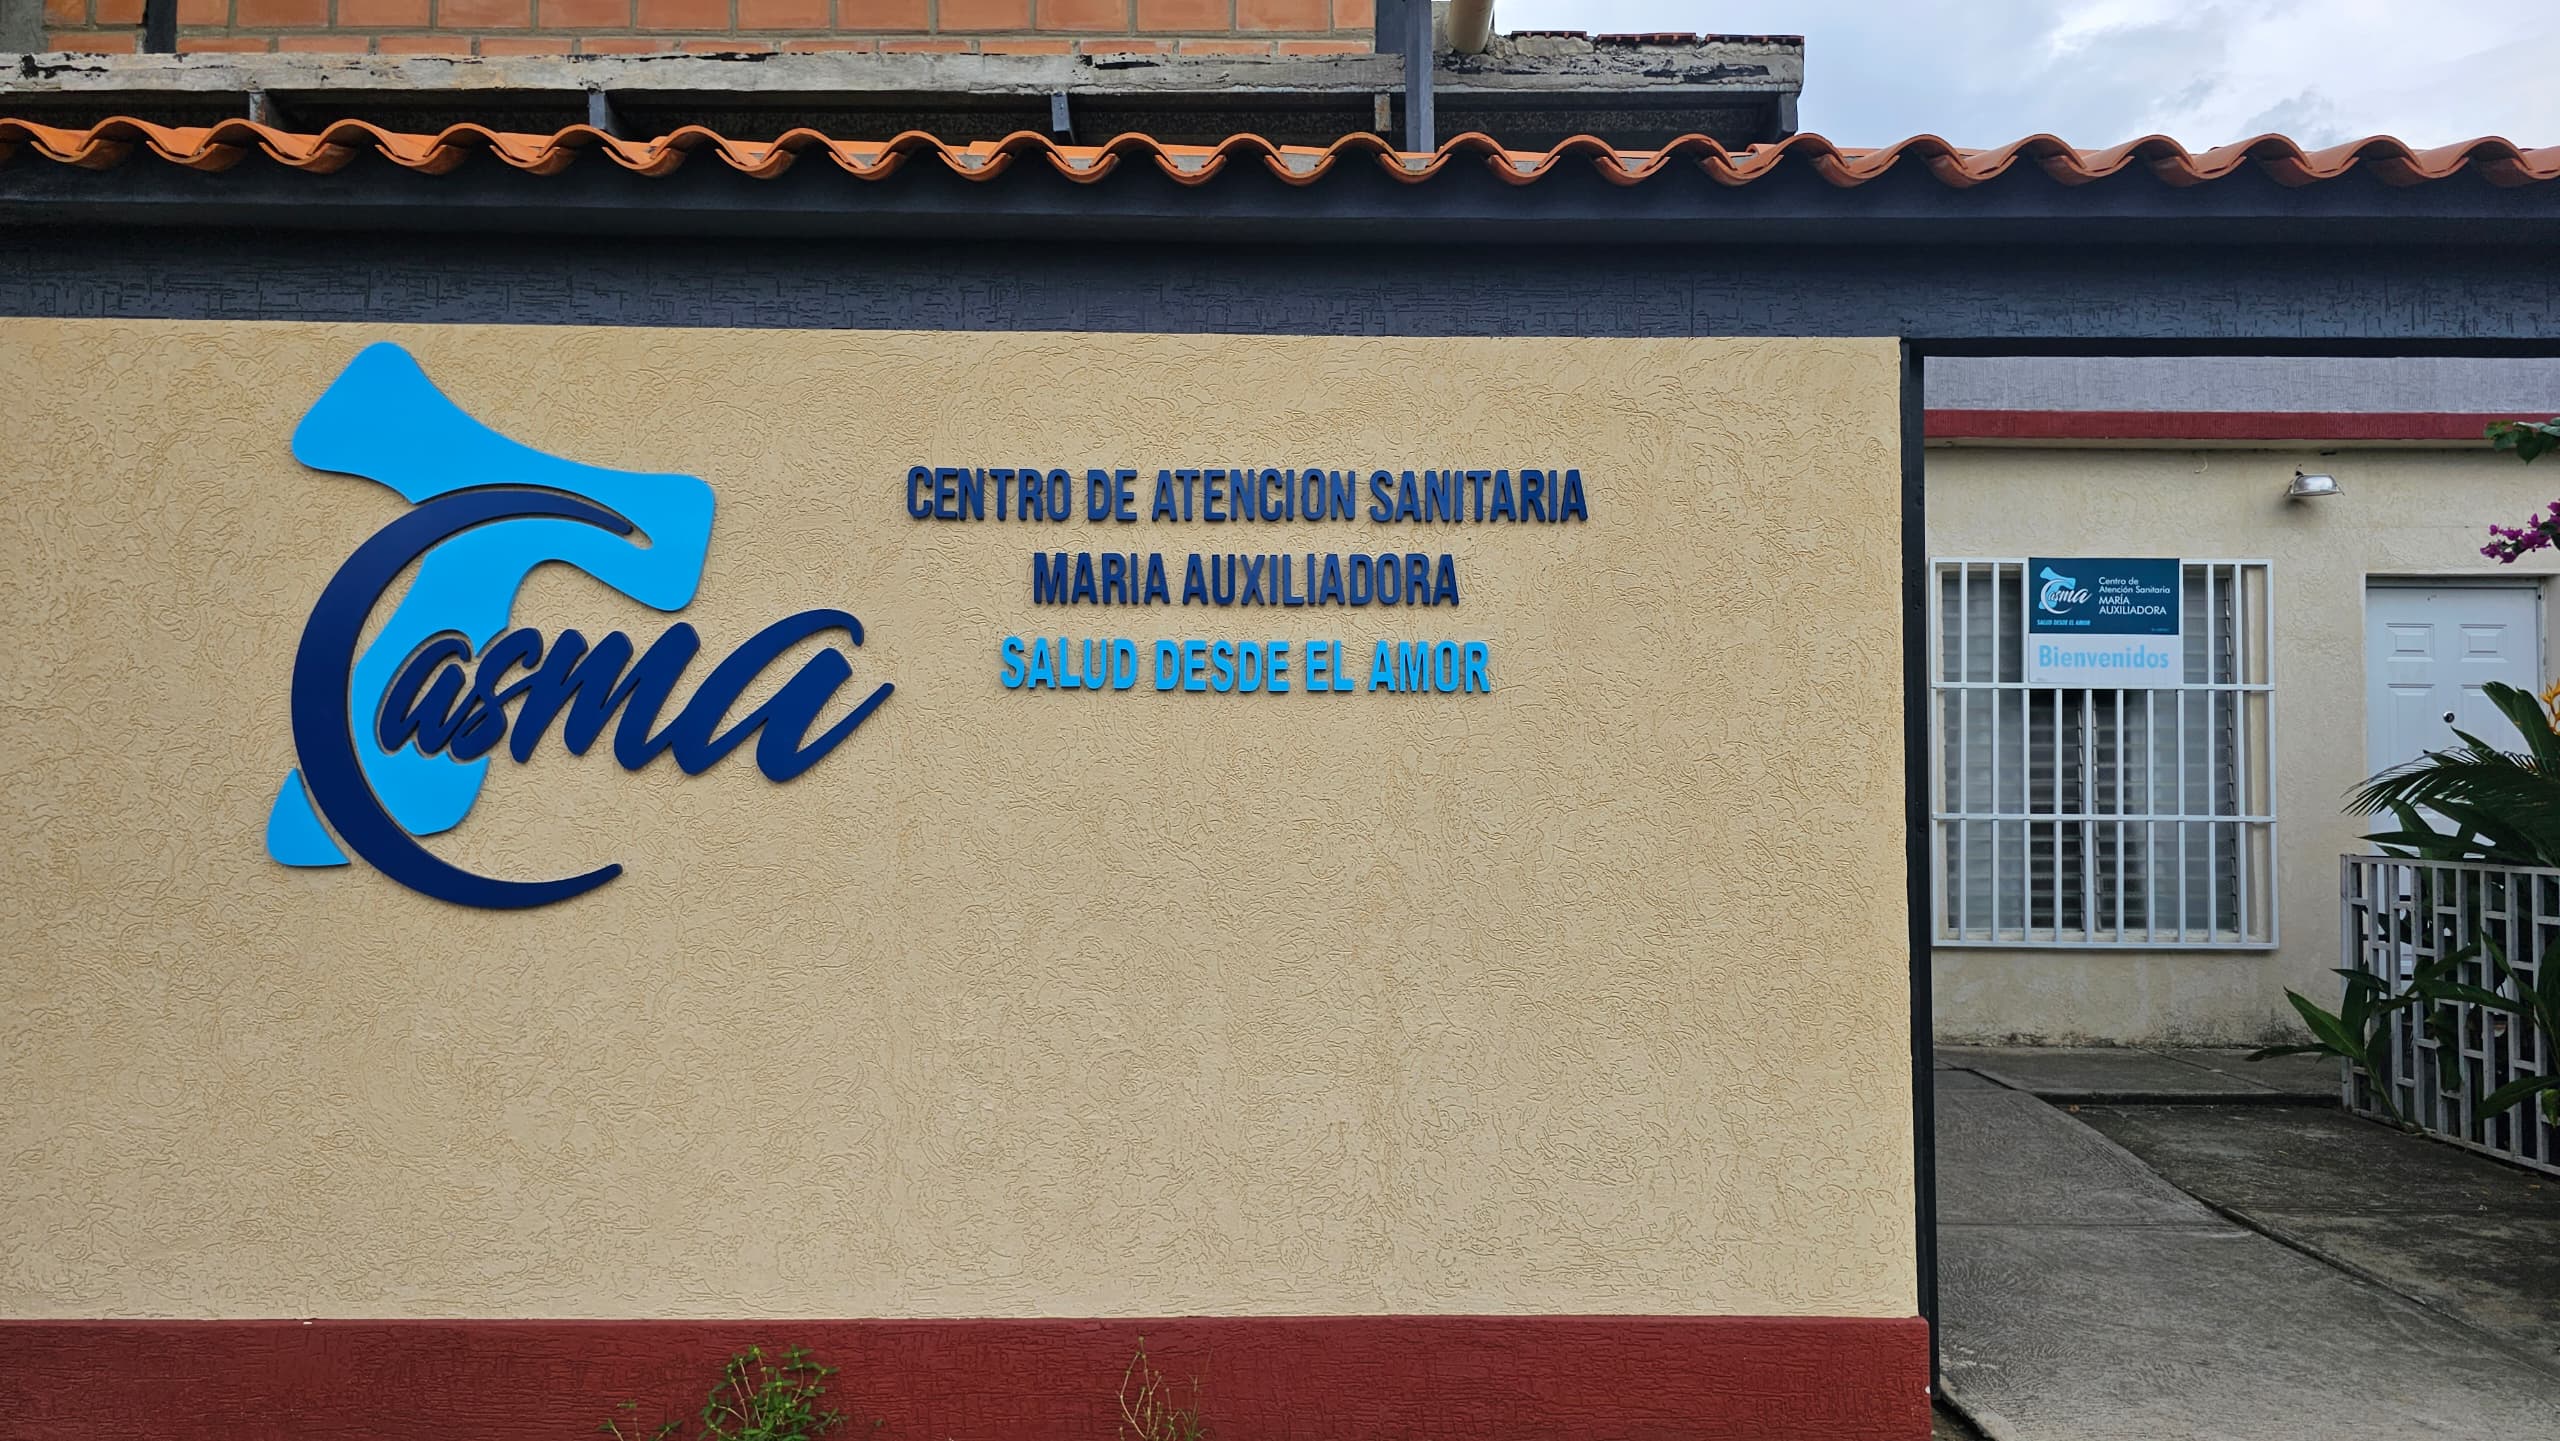 Casma
CENTRO DE ATENCION SANITARIA
MARIA AUXILIADORA
SALUD DESDE EL AMOR
Casma
Centro de
Atención Sanitaria
MARÍA
AUXILIADORA
SALUD DESDE EL AMOR
Bienvenidos